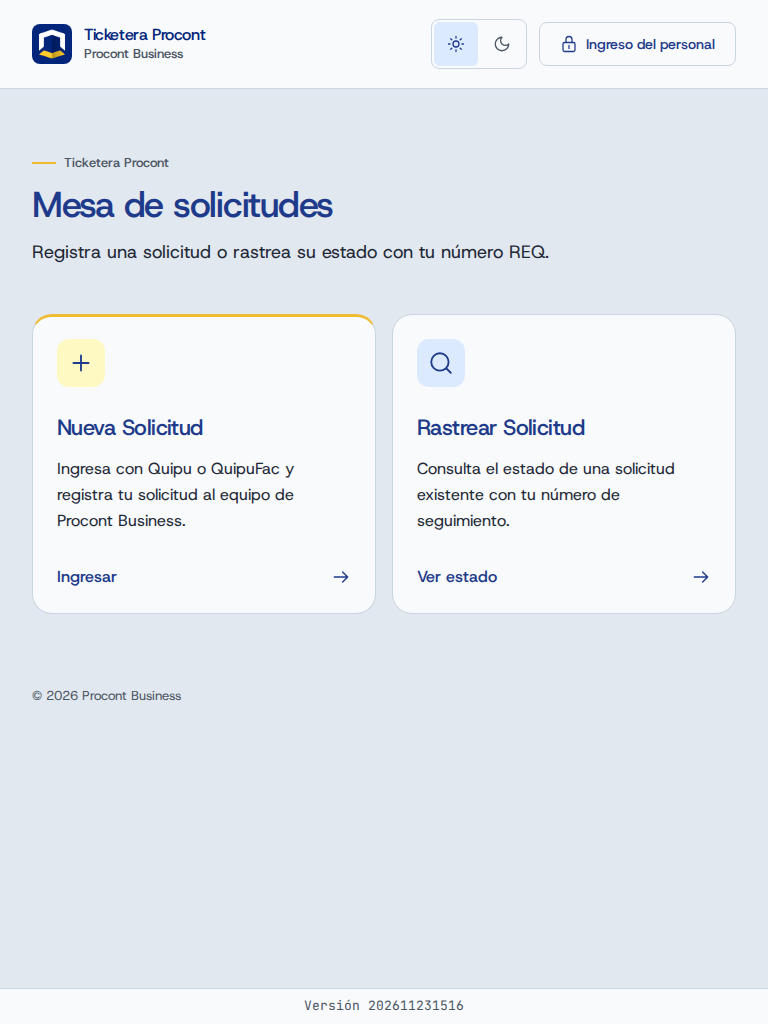 Ticketera Procont
Procont Business
Ingreso del personal
Ticketera Procont
Mesa de solicitudes
Registra una solicitud o rastrea su estado con tu número REQ.
Nueva Solicitud
Ingresa con Quipu o QuipuFac y
registra tu solicitud al equipo de
Procont Business.
Ingresar
Rastrear Solicitud
Consulta el estado de una solicitud
existente con tu número de
seguimiento.
Ver estado
© 2026 Procont Business
Versión 202611231516